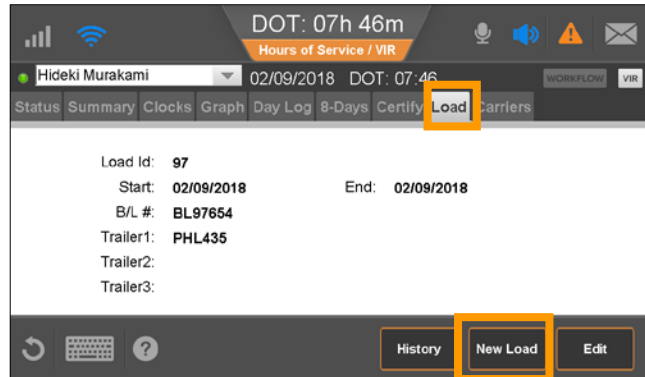 DOT: 07h 46m
Hours of Service / VIR
Hideki Murakami 02/09/2018 DOT: 07:46 WORKFLOW VIR
Status Summary Clocks Graph Day Log 8-Days Certify Load Carriers
Load Id: 97
Start: 02/09/2018 End: 02/09/2018
B/L #: BL97654
Trailer1: PHL435
Trailer2:
Trailer3:
? History New Load Edit